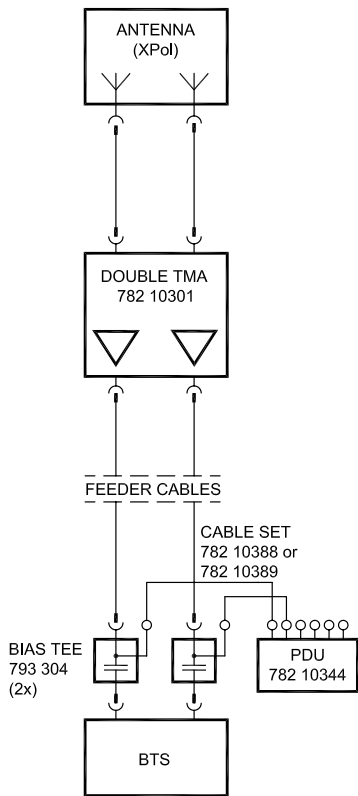 ANTENNA
(XPol)
DOUBLE TMA
782 10301
FEEDER CABLES
CABLE SET
782 10388 or
782 10389
BIAS TEE
793 304
(2x)
PDU
782 10344
BTS